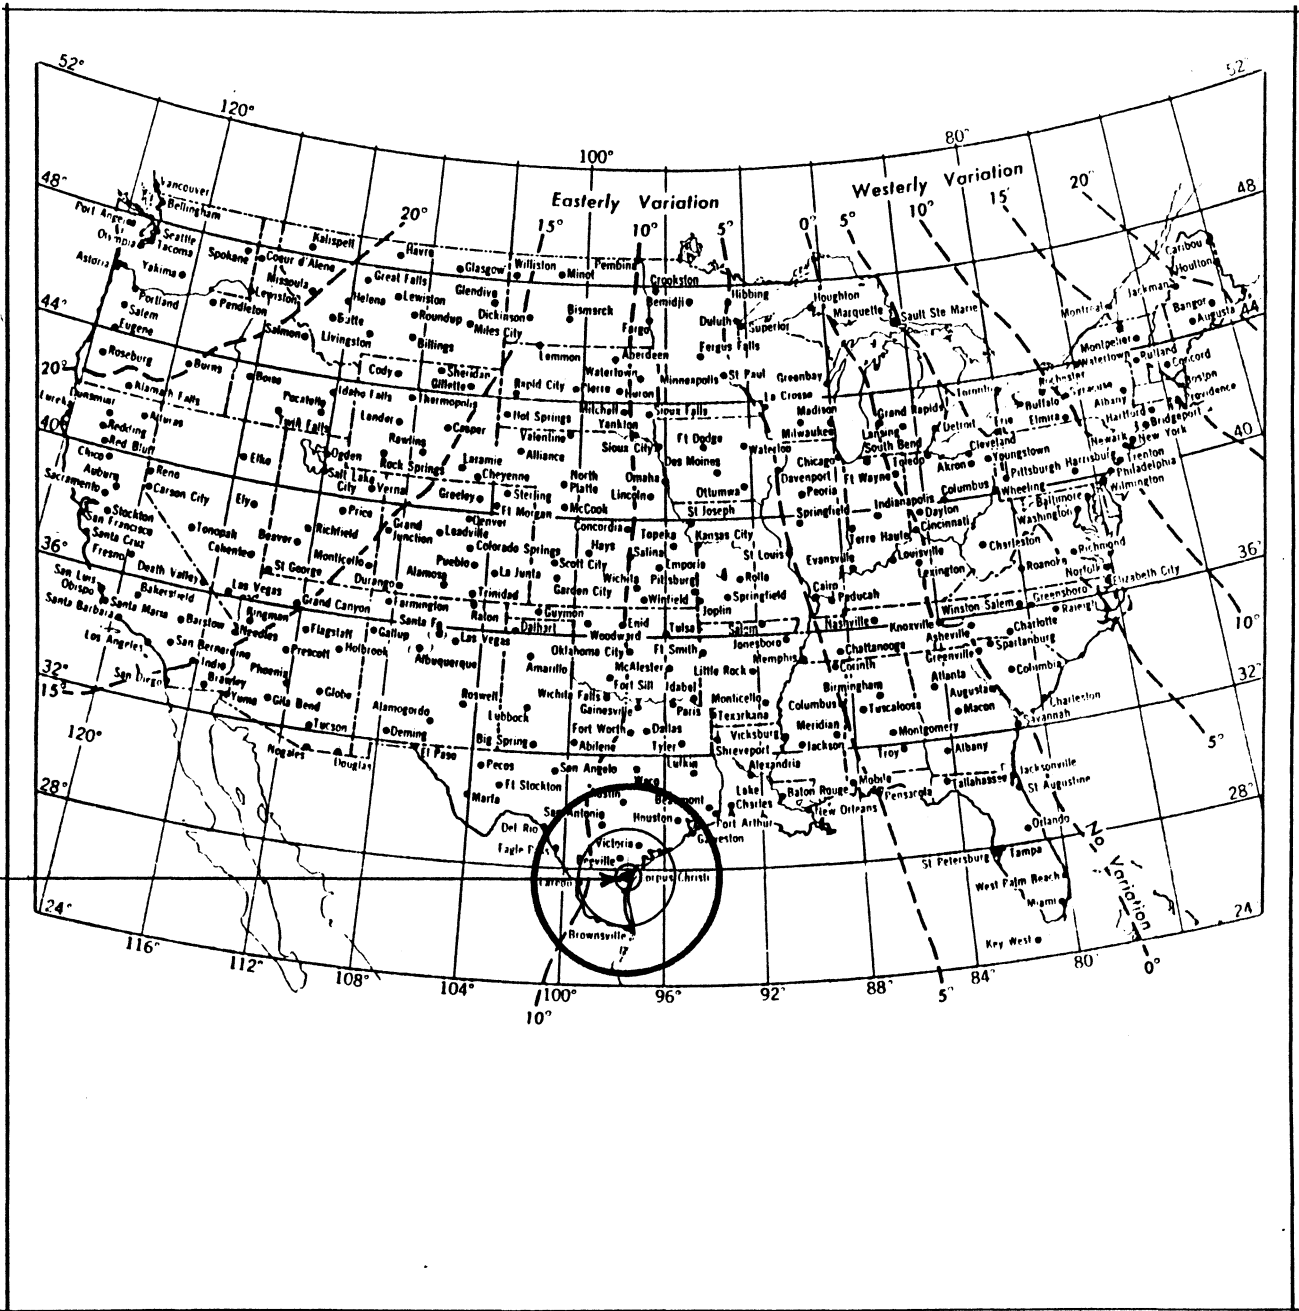 52° 52°
120° 80°
100°
Easterly Variation Westerly Variation
20° 15° 10° 5° 0° 5° 10° 15° 20°
48° 48
Vancouver
Bellingham
Port Angeles
Seattle
Olympia Tacoma Spokane Coeur d'Alene Kalispell Havre
Glasgow Williston Minot Pembina
Astoria Yakima Missoula Great Falls Glendive Crookston
Caribou
Houlton
Jackman
Portland Pendleton Lewiston Helena Lewiston Bismarck Bemidji Hibbing Houghton
Bangor
Salem Butte Roundup Dickinson Miles City Fargo Duluth Superior Marquette Sault Ste Marie Montreal Augusta
44° 44
Eugene Salmon Livingston Billings Lemmon Aberdeen Fergus Falls Montpelier
Roseburg Burns Boise Cody Sheridan Gillette Rapid City Pierre Watertown Huron Minneapolis St Paul Greenbay Watertown Rutland Concord
20°
Klamath Falls Pocatello Idaho Falls Thermopolis Hot Springs Mitchell Sioux Falls La Crosse Toronto Rochester Syracuse Albany Providence
Eureka Dunsmuir Alturas Twin Falls Lander Casper Valentine Yankton Madison Grand Rapids Buffalo Elmira Hartford Bridgeport
40° 40
Redding Red Bluff Rawlins Alliance Sioux City Ft Dodge Waterloo Milwaukee Lansing Detroit Cleveland Newark New York
Chico Reno Elko Ogden Rock Springs Laramie Cheyenne North Platte Omaha Des Moines Chicago South Bend Toledo Akron Youngstown Pittsburgh Harrisburg Trenton
Auburn Carson City Ely Salt Lake City Verna Greeley Sterling Lincoln Ottumwa Davenport Peoria Ft Wayne Columbus Wheeling Philadelphia
Sacramento Price Ft Morgan McCook St Joseph Springfield Indianapolis Dayton Baltimore Wilmington
Stockton Tonopah Richfield Grand Junction Denver Leadville Concordia Kansas City Cincinnati Washington
San Francisco Beaver Colorado Springs Hays Topeka Salina St Louis Terre Haute Louisville Charleston Richmond
36° 36°
Santa Cruz Caliente Monticello Pueblo Scott City Emporia Evansville Lexington Roanoke Norfolk
Fresno Death Valley St George Durango Alamosa La Junta Garden City Wichita Pittsburg Rolla Cairo Elizabeth City
San Luis Obispo Bakersfield Las Vegas Grand Canyon Farmington Trinidad Guymon Winfield Springfield Paducah Winston Salem Greensboro
Santa Barbara Santa Maria Barstow Kingman Needles Raton Dalhart Enid Joplin Nashville Knoxville Raleigh
10°
Los Angeles San Bernardino Flagstaff Gallup Santa Fe Las Vegas Woodward Tulsa Salem Asheville Charlotte
Indio Phoenix Prescott Holbrook Albuquerque Amarillo Oklahoma City Ft Smith Jonesboro Memphis Chattanooga Greenville Spartanburg
32° 32°
San Diego Brawley Globe McAlester Little Rock Corinth Atlanta Columbia
15°
Yuma Gila Bend Roswell Wichita Falls Fort Sill Idabel Monticello Birmingham Augusta Charleston
Tucson Alamogordo Lubbock Gainesville Paris Texarkana Columbus Tuscaloosa Macon Savannah
120° 5°
Nogales Douglas Deming El Paso Big Spring Fort Worth Dallas Vicksburg Meridian Montgomery
Abilene Tyler Shreveport Jackson Troy Albany
Pecos San Angelo Waco Lufkin Alexandria Jacksonville
28° 28°
Marfa Ft Stockton Austin Beaumont Lake Charles Baton Rouge Mobile Pensacola Tallahassee St Augustine
San Antonio Houston Port Arthur New Orleans Orlando
Del Rio Galveston
Eagle Victoria St Petersburg Tampa
Beeville
Corpus Christi West Palm Beach
24° 24
Brownsville Miami
Key West
No Variation
116° 112° 108° 104° 100° 96° 92° 88° 5° 84° 80° 0°
10°